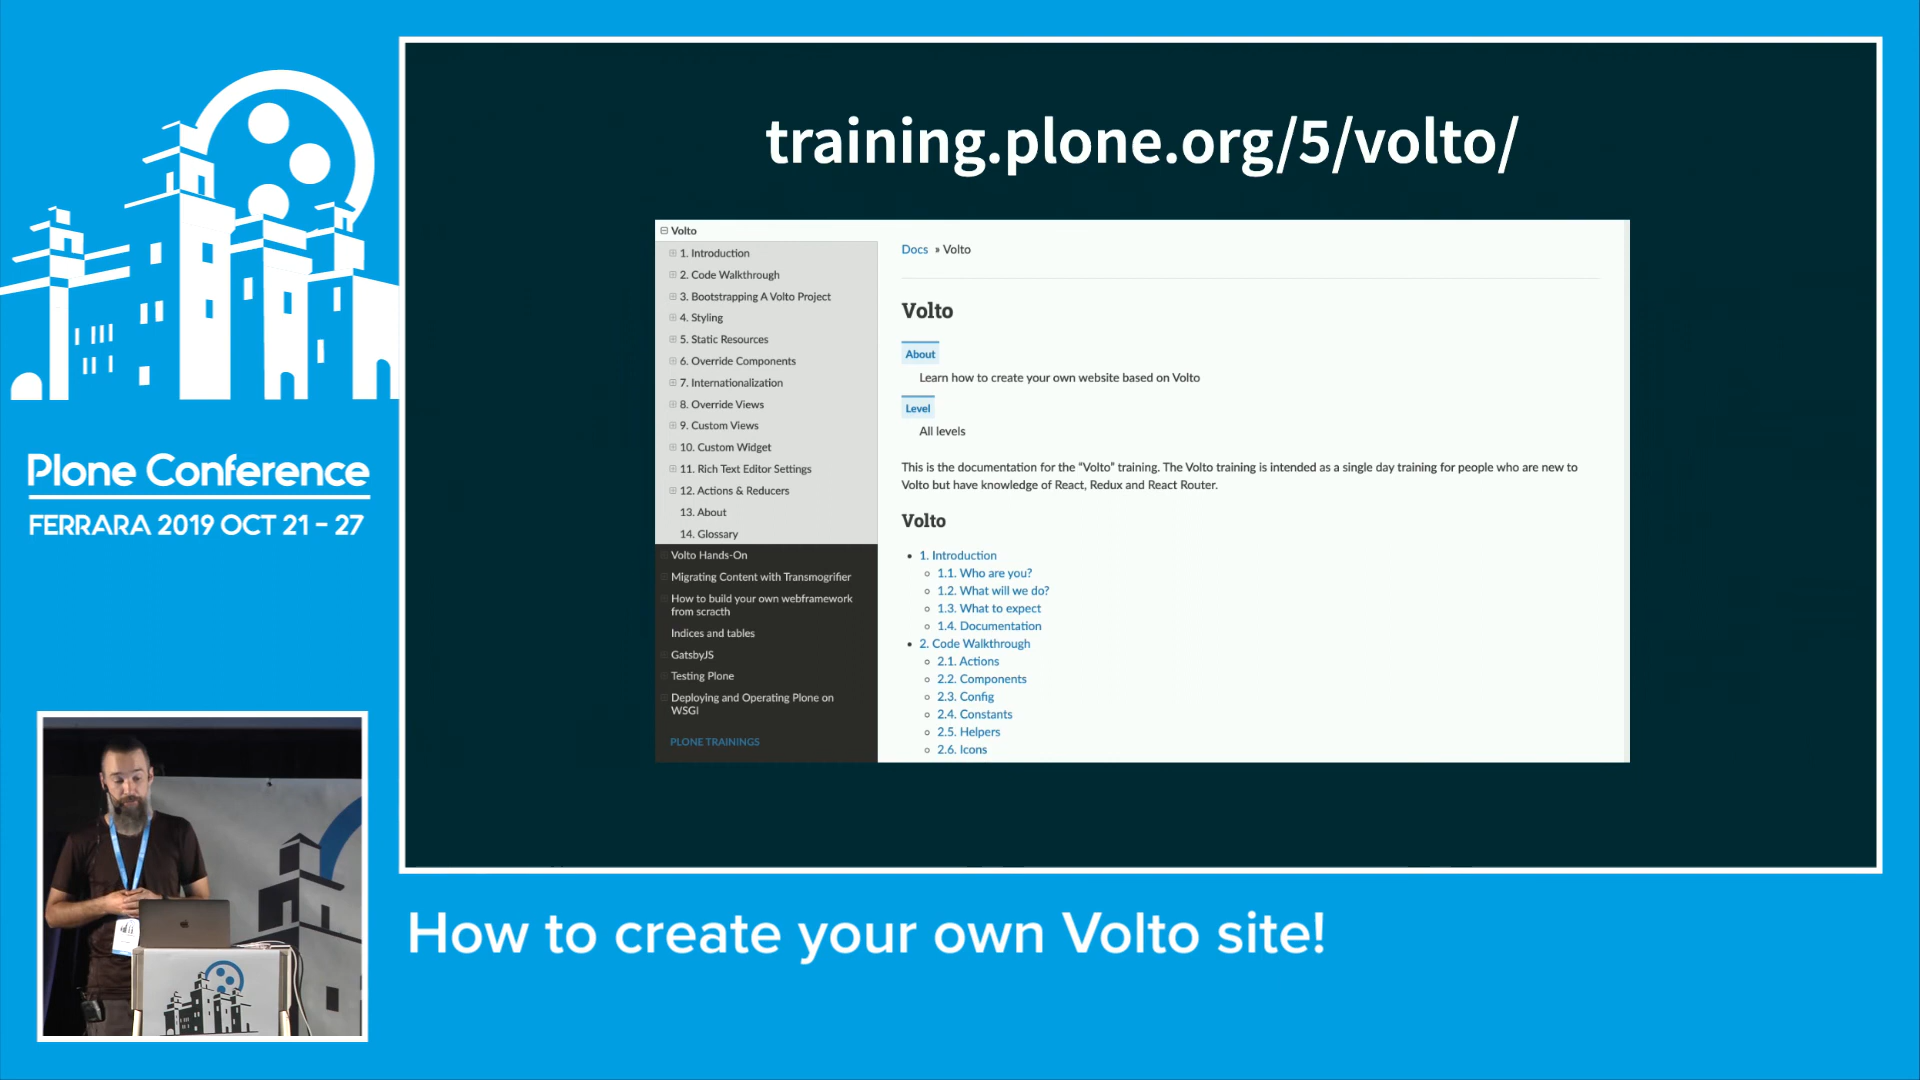 training.plone.org/5/volto/
Volto
1. Introduction
2. Code Walkthrough
3. Bootstrapping A Volto Project
4. Styling
5. Static Resources
6. Override Components
7. Internationalization
8. Override Views
9. Custom Views
10. Custom Widget
11. Rich Text Editor Settings
12. Actions & Reducers
13. About
14. Glossary
Volto Hands-On
Migrating Content with Transmogrifier
How to build your own webframework
from scracth
Indices and tables
GatsbyJS
Testing Plone
Deploying and Operating Plone on
WSGI
PLONE TRAININGS
Docs » Volto
Volto
About
Learn how to create your own website based on Volto
Level
All levels
This is the documentation for the “Volto” training. The Volto training is intended as a single day training for people who are new to
Volto but have knowledge of React, Redux and React Router.
Volto
1. Introduction
1.1. Who are you?
1.2. What will we do?
1.3. What to expect
1.4. Documentation
2. Code Walkthrough
2.1. Actions
2.2. Components
2.3. Config
2.4. Constants
2.5. Helpers
2.6. Icons
Plone Conference
FERRARA 2019 OCT 21 - 27
How to create your own Volto site!